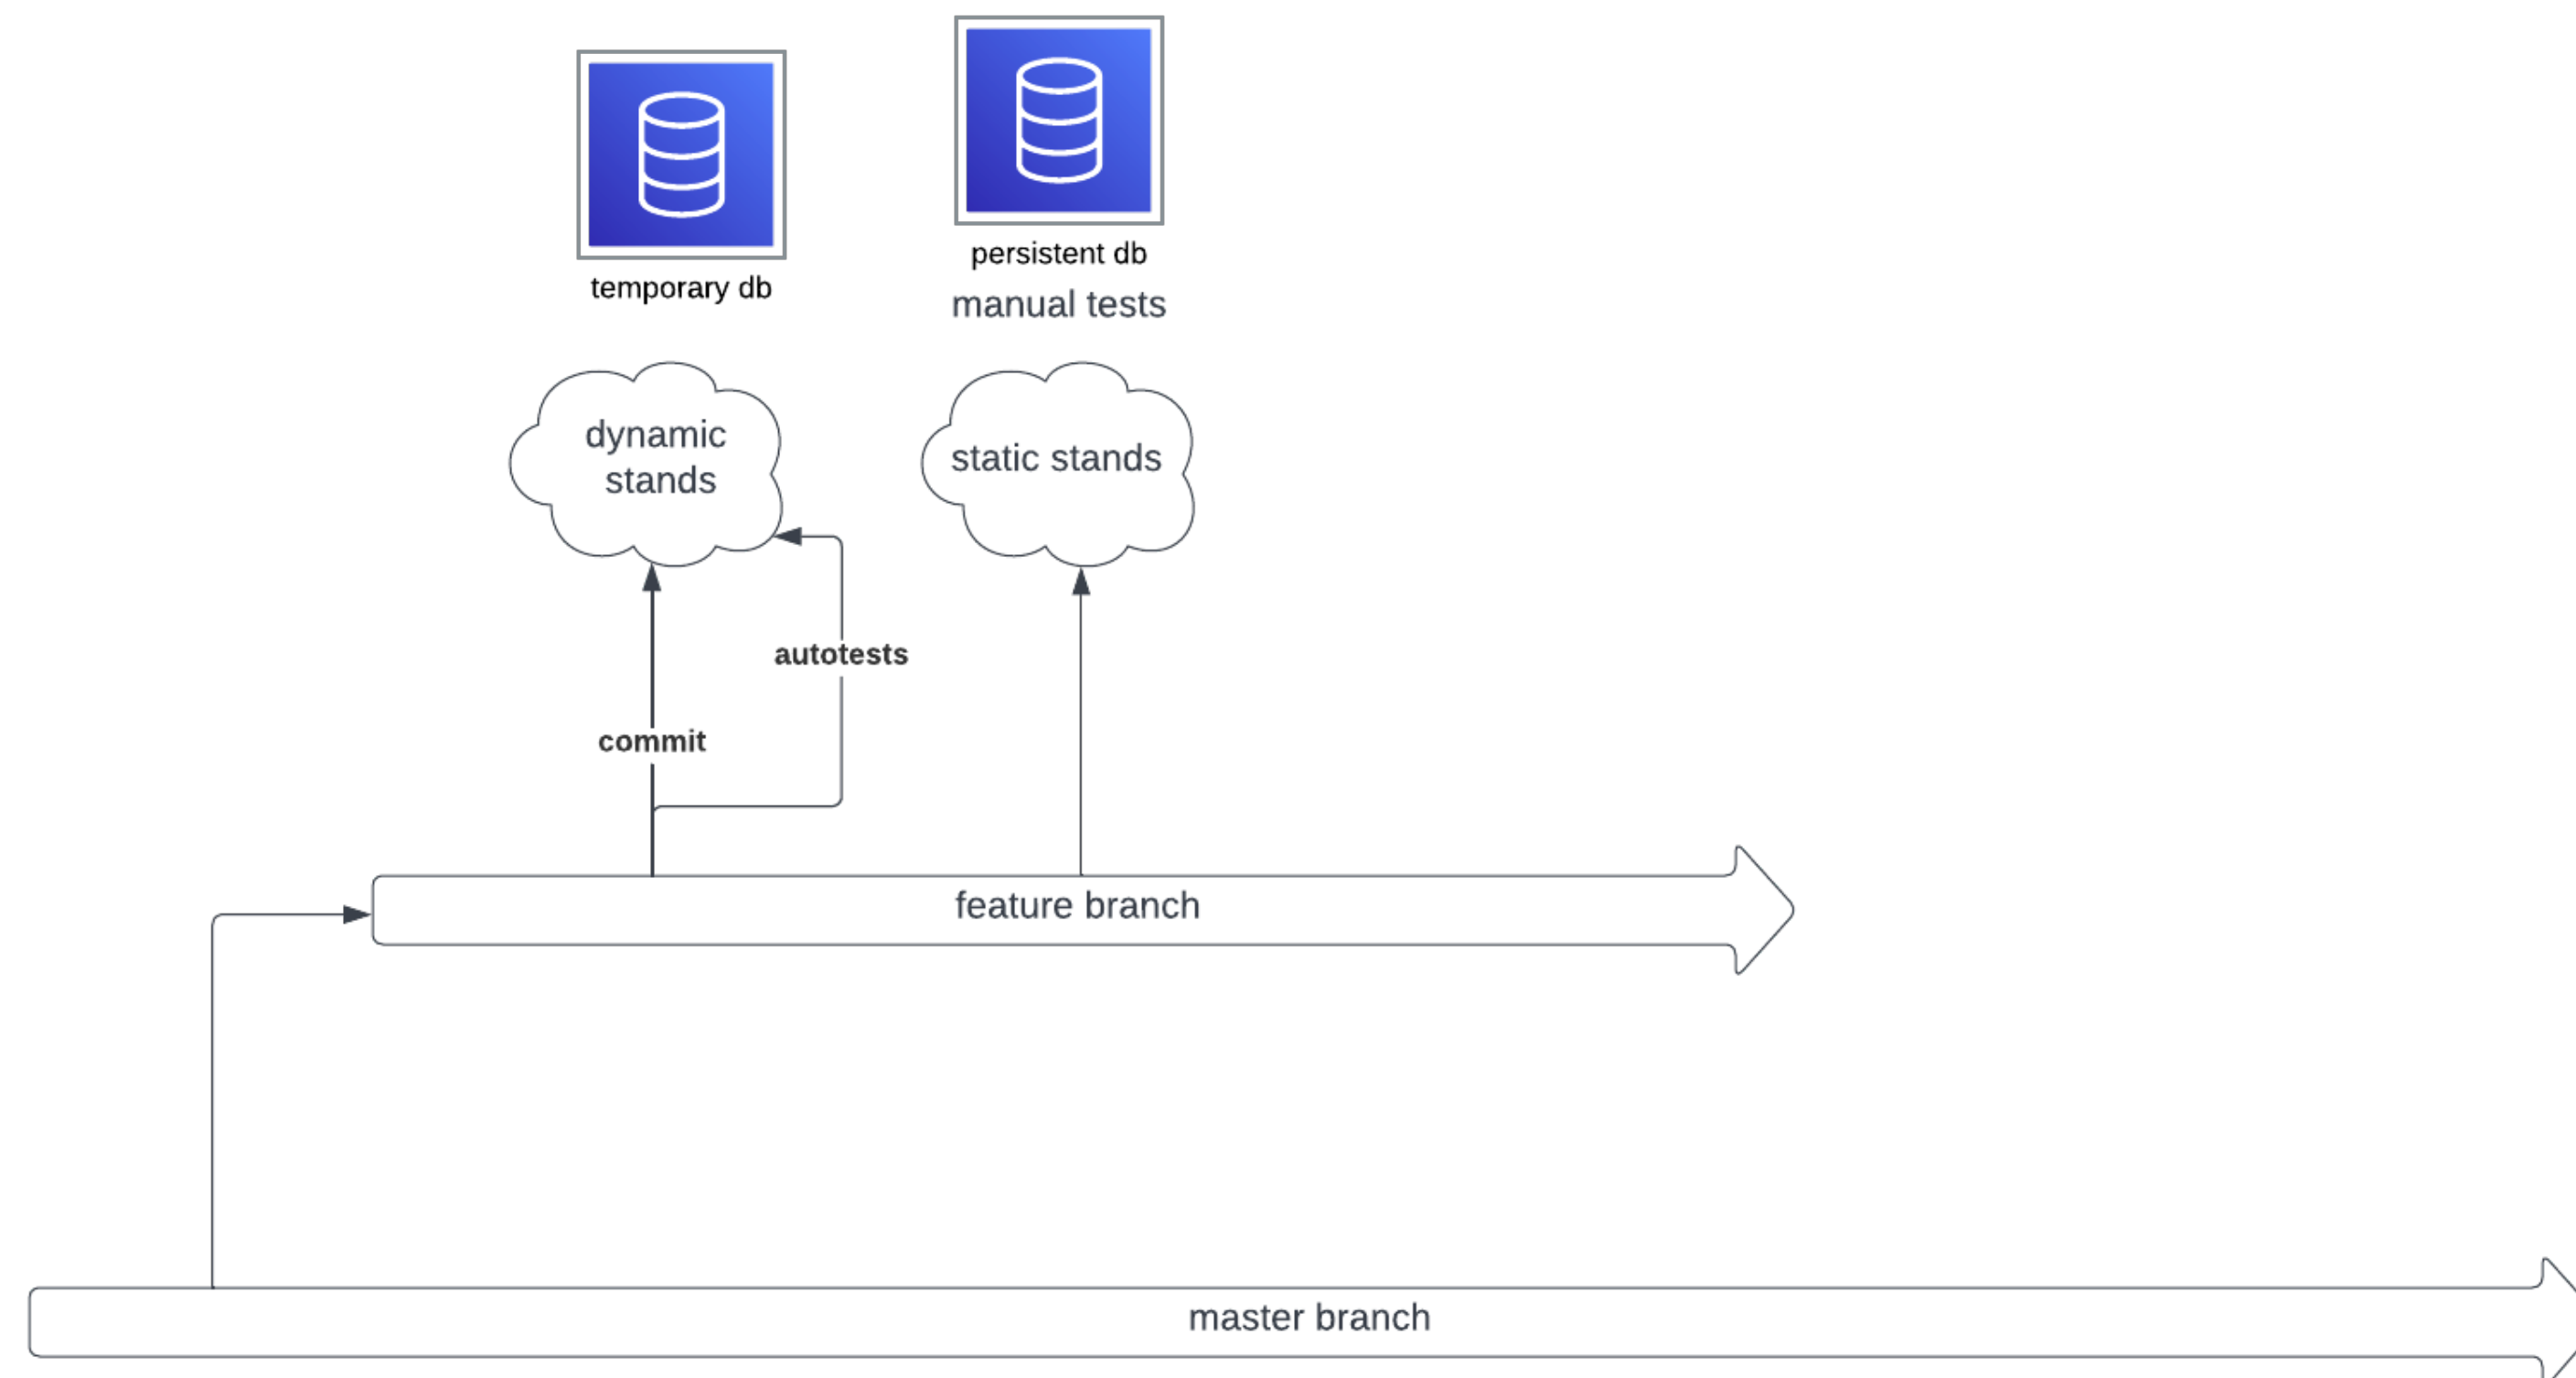 temporary db
persistent db
manual tests
dynamic
stands
static stands
autotests
commit
feature branch
master branch